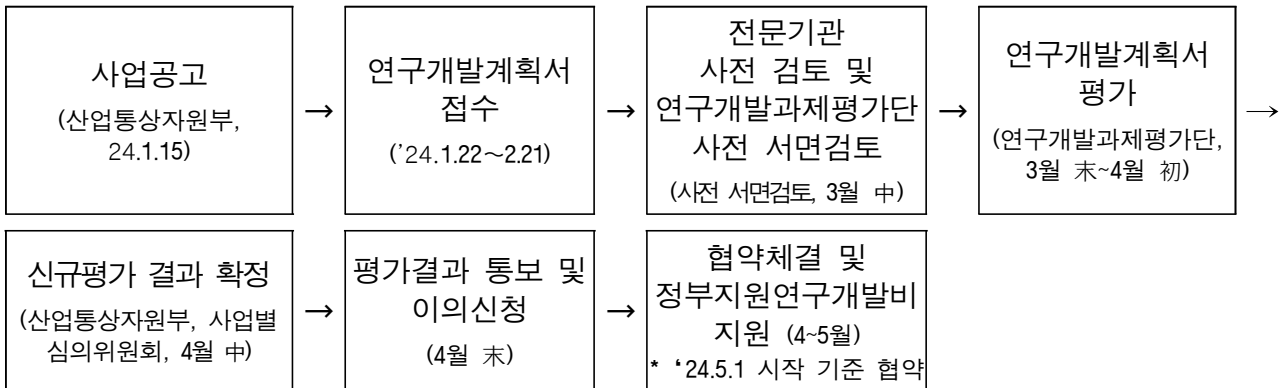 사업공고
(산업통상자원부,
24.1.15)
→
연구개발계획서
접수
('24.1.22～2.21)
→
전문기관
사전 검토 및
연구개발과제평가단
사전 서면검토
(사전 서면검토, 3월 中)
→
연구개발계획서
평가
(연구개발과제평가단,
3월 末~4월 初)
→
신규평가 결과 확정
(산업통상자원부, 사업별
심의위원회, 4월 中)
→
평가결과 통보 및
이의신청
(4월 末)
→
협약체결 및
정부지원연구개발비
지원 (4~5월)
* ‘24.5.1 시작 기준 협약